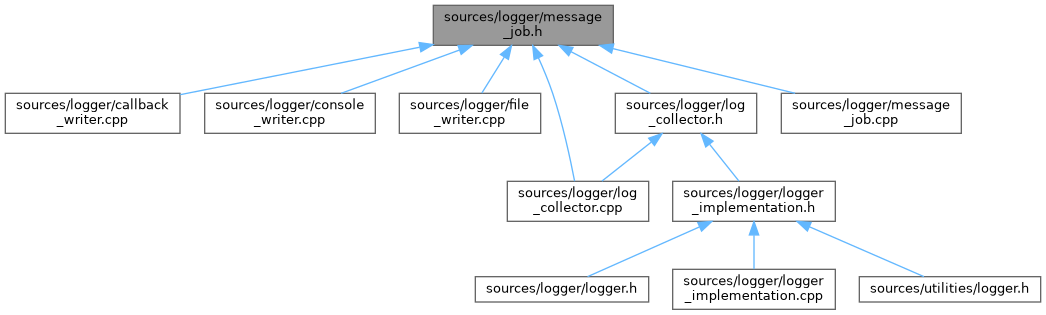 sources/logger/message
_job.h
sources/logger/callback
_writer.cpp
sources/logger/console
_writer.cpp
sources/logger/file
_writer.cpp
sources/logger/log
_collector.h
sources/logger/message
_job.cpp
sources/logger/log
_collector.cpp
sources/logger/logger
_implementation.h
sources/logger/logger.h
sources/logger/logger
_implementation.cpp
sources/utilities/logger.h